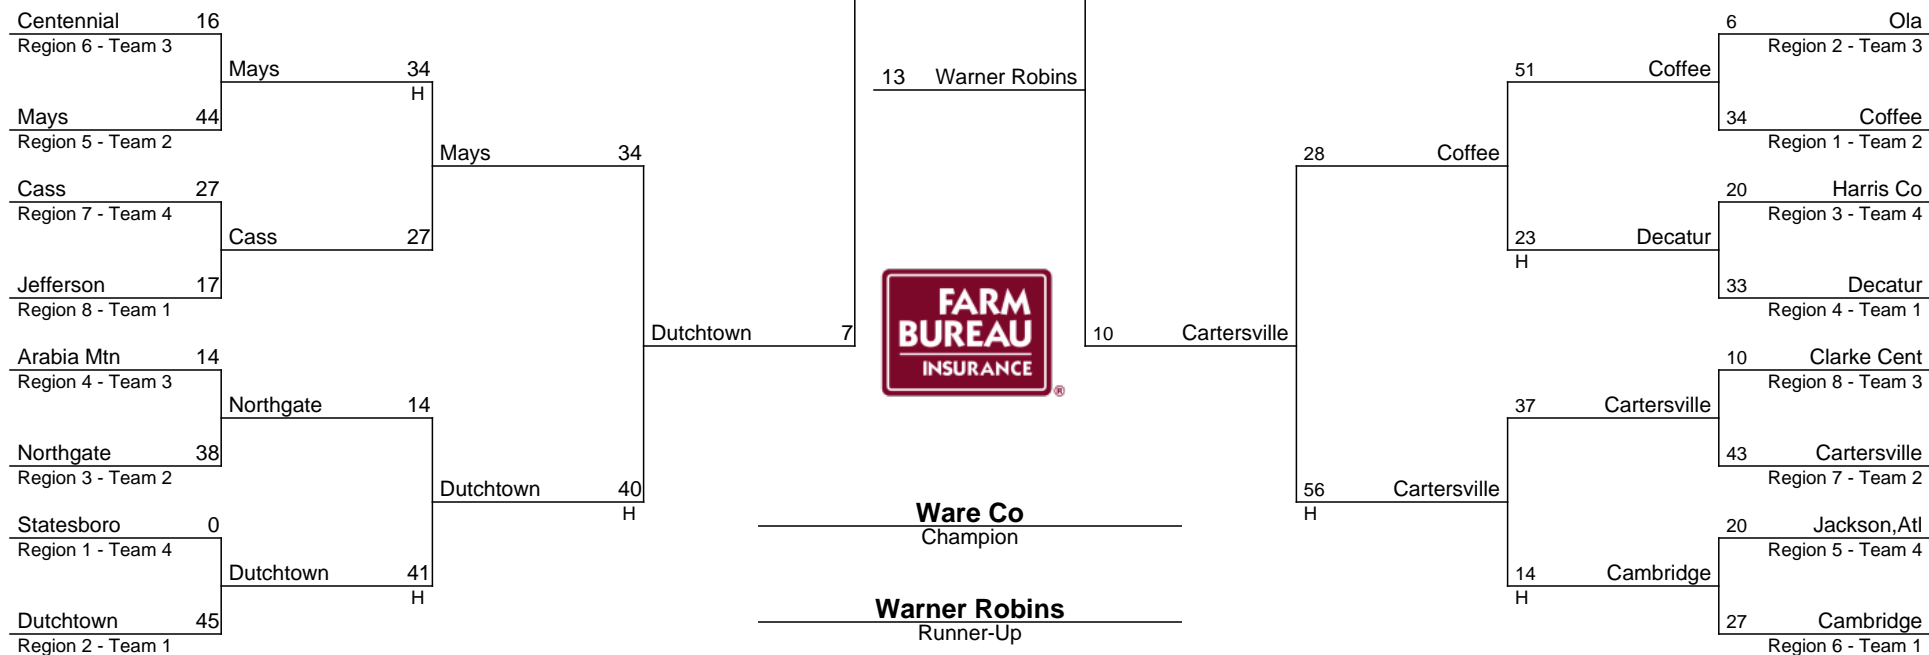 Centennial 16
Region 6 - Team 3
Mays 34
H
Mays 44
Region 5 - Team 2
Mays 34
Cass 27
Region 7 - Team 4
Cass 27
Jefferson 17
Region 8 - Team 1
Dutchtown 7
Arabia Mtn 14
Region 4 - Team 3
Northgate 14
Northgate 38
Region 3 - Team 2
Dutchtown 40
H
Statesboro 0
Region 1 - Team 4
Dutchtown 41
H
Dutchtown 45
Region 2 - Team 1
13 Warner Robins
FARM
BUREAU
INSURANCE
®
Ware Co
Champion
Warner Robins
Runner-Up
6 Ola
Region 2 - Team 3
51 Coffee
34 Coffee
Region 1 - Team 2
28 Coffee
20 Harris Co
Region 3 - Team 4
23 Decatur
H
33 Decatur
Region 4 - Team 1
10 Cartersville
10 Clarke Cent
Region 8 - Team 3
37 Cartersville
43 Cartersville
Region 7 - Team 2
56 Cartersville
H
20 Jackson,Atl
Region 5 - Team 4
14 Cambridge
H
27 Cambridge
Region 6 - Team 1